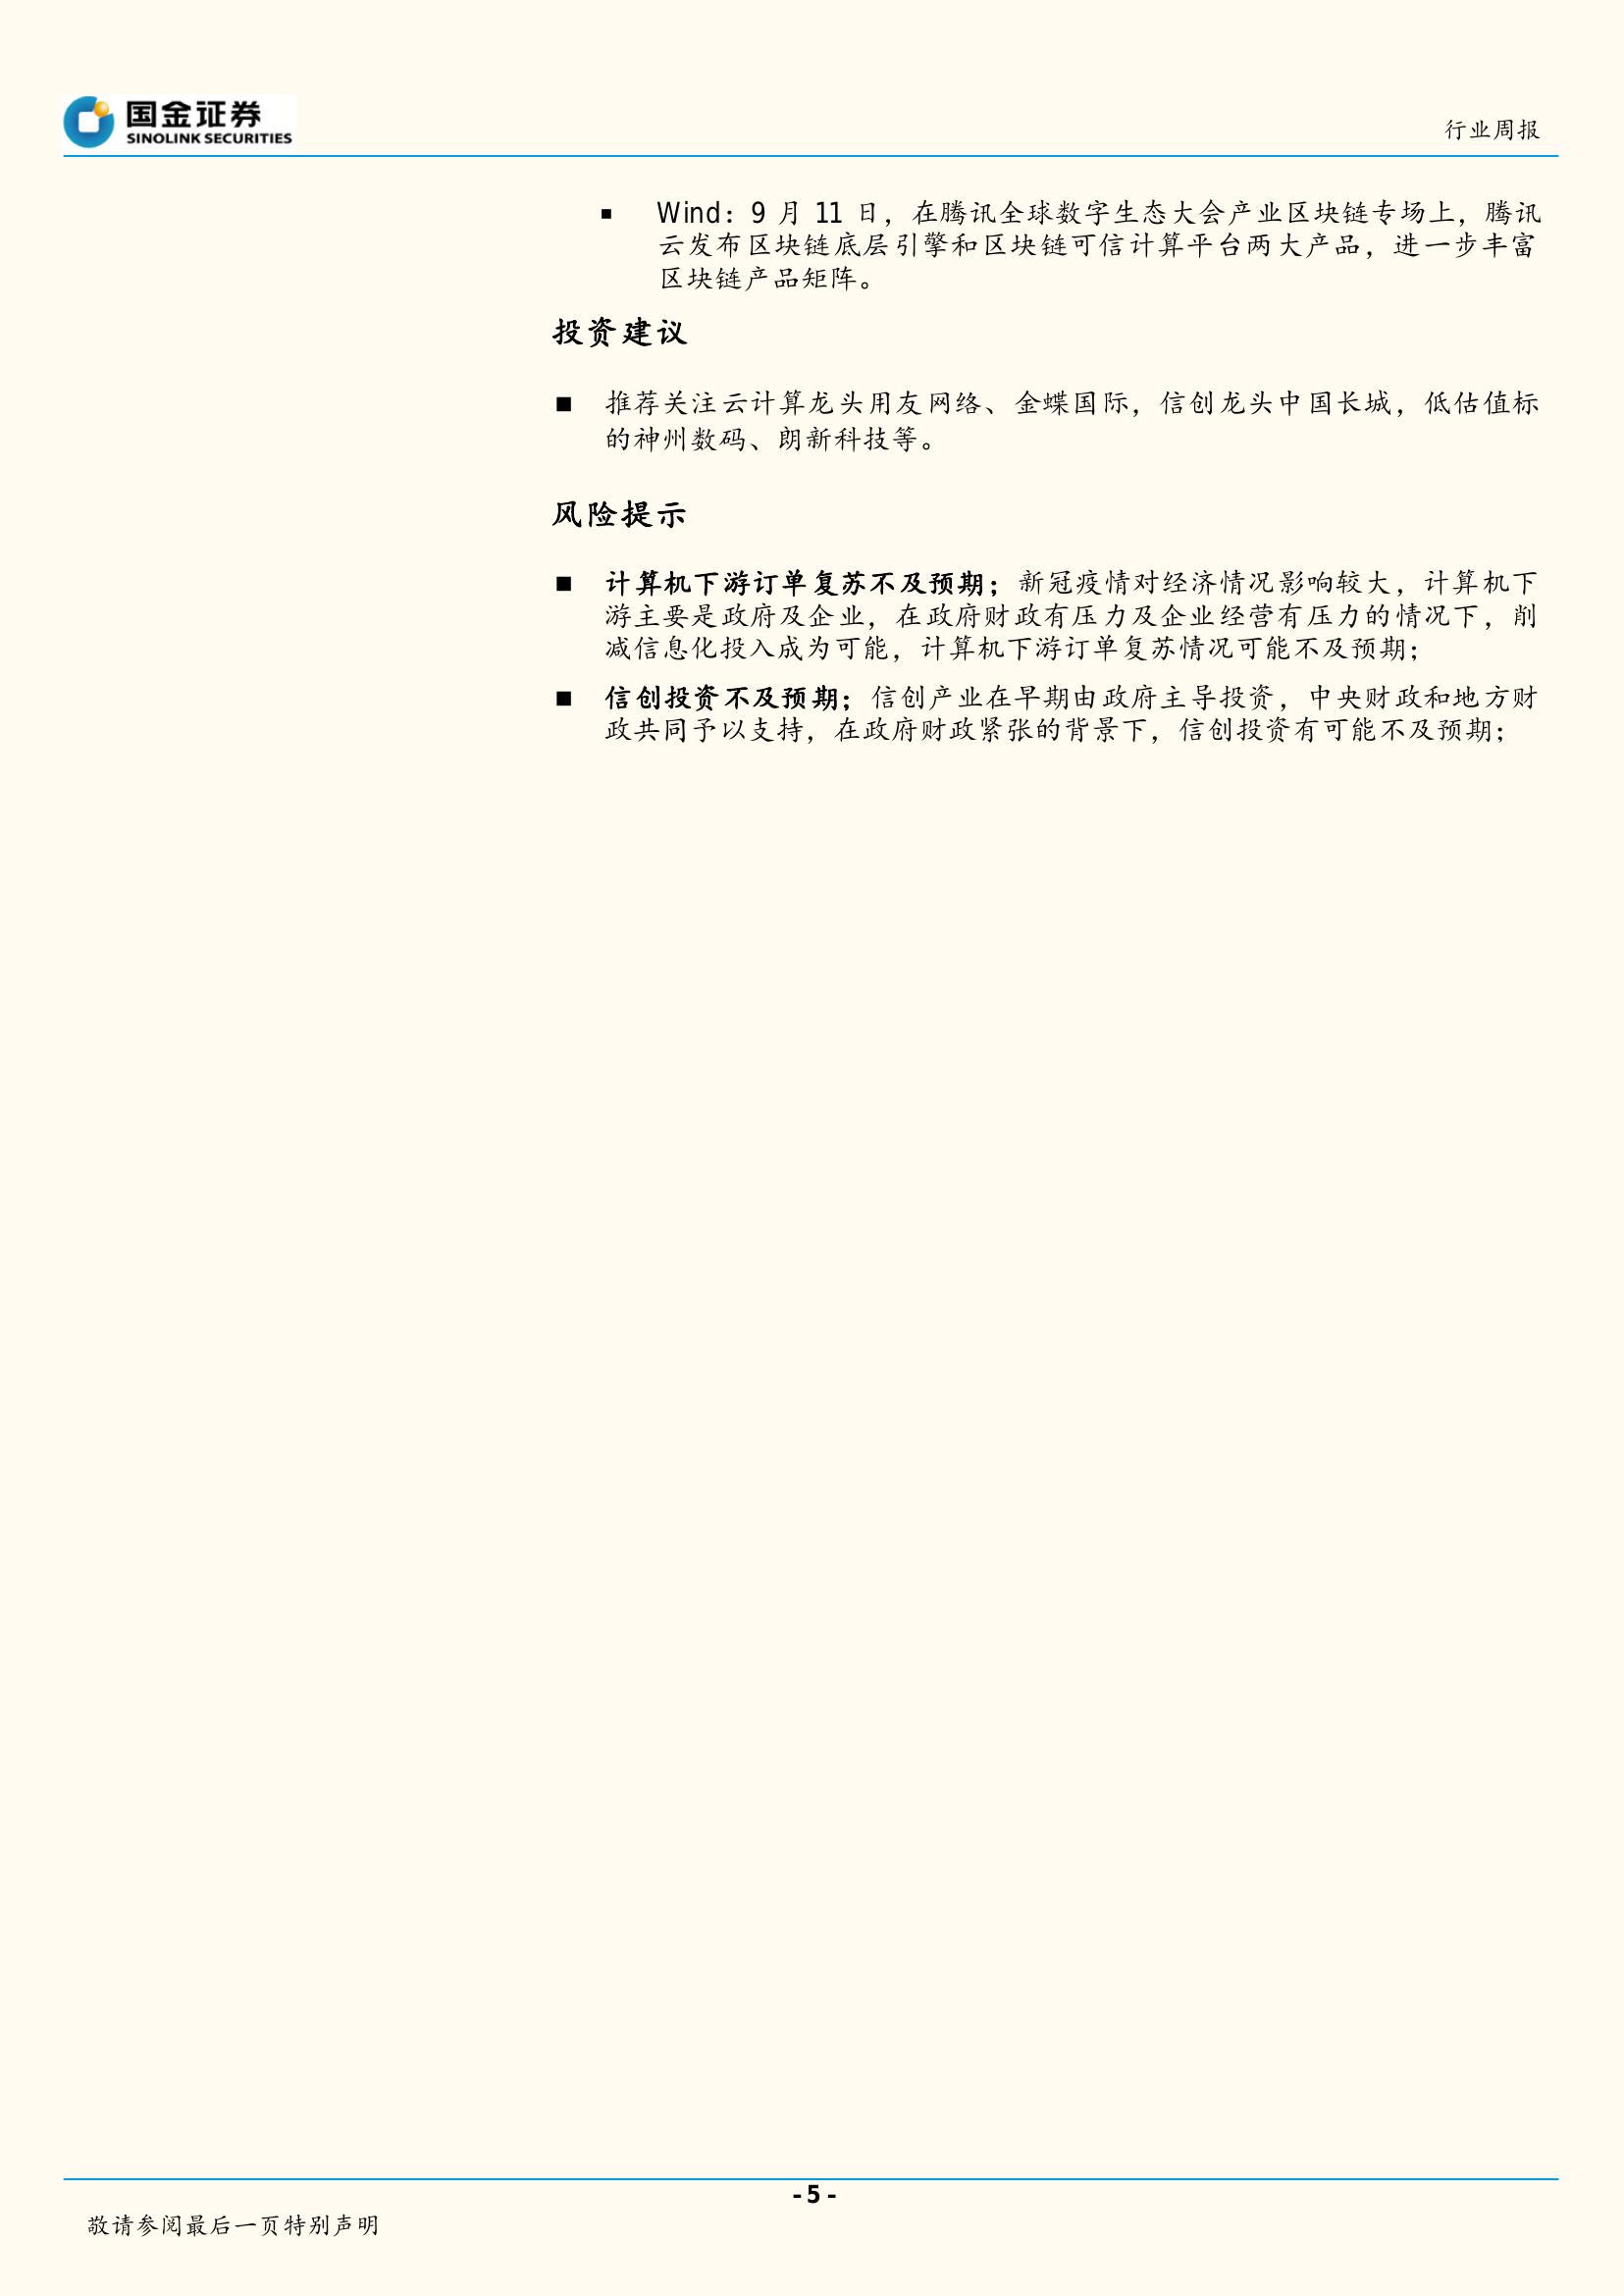 国金证券
SINOLINK SECURITIES
行业周报
■ Wind：9 月 11 日，在腾讯全球数字生态大会产业区块链专场上，腾讯
云发布区块链底层引擎和区块链可信计算平台两大产品，进一步丰富
区块链产品矩阵。
投资建议
■ 推荐关注云计算龙头用友网络、金蝶国际，信创龙头中国长城，低估值标
的神州数码、朗新科技等。
风险提示
■ 计算机下游订单复苏不及预期；新冠疫情对经济情况影响较大，计算机下
游主要是政府及企业，在政府财政有压力及企业经营有压力的情况下，削
减信息化投入成为可能，计算机下游订单复苏情况可能不及预期；
■ 信创投资不及预期；信创产业在早期由政府主导投资，中央财政和地方财
政共同予以支持，在政府财政紧张的背景下，信创投资有可能不及预期；
- 5 -
敬请参阅最后一页特别声明